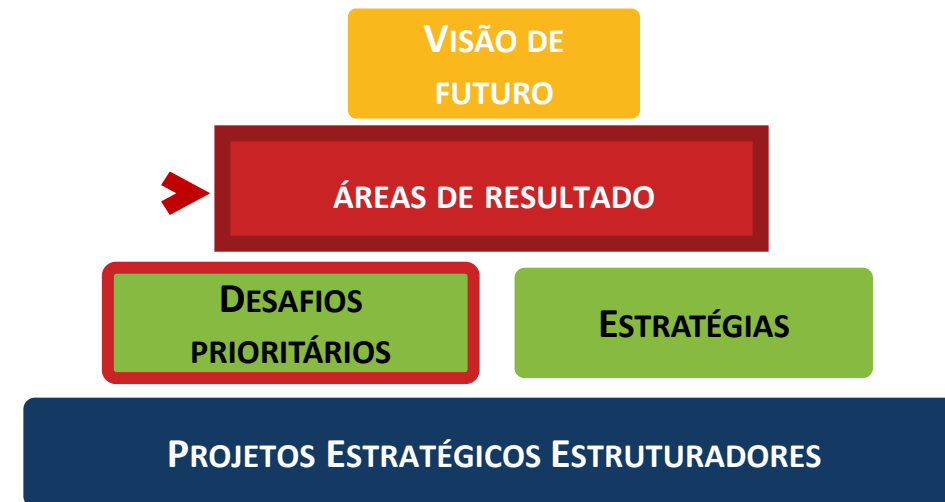 VISÃO DE
FUTURO
ÁREAS DE RESULTADO
DESAFIOS
PRIORITÁRIOS
ESTRATÉGIAS
PROJETOS ESTRATÉGICOS ESTRUTURADORES